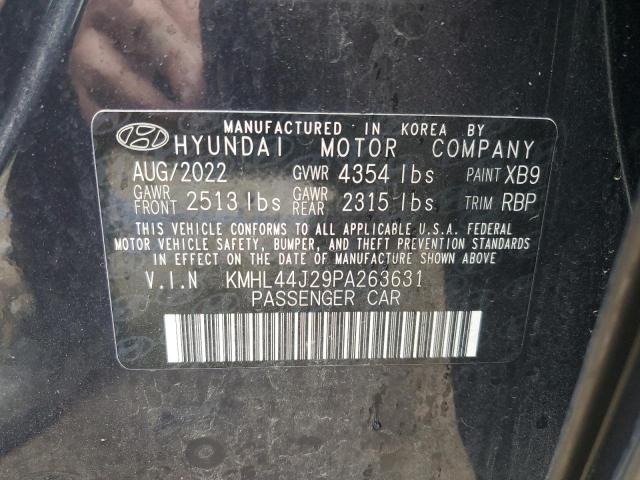 MANUFACTURED IN KOREA BY
HYUNDAI MOTOR COMPANY
AUG/2022 GVWR 4354 lbs PAINT XB9
GAWR FRONT 2513 lbs GAWR REAR 2315 lbs TRIM RBP
THIS VEHICLE CONFORMS TO ALL APPLICABLE U.S.A. FEDERAL
MOTOR VEHICLE SAFETY, BUMPER, AND THEFT PREVENTION STANDARDS
IN EFFECT ON THE DATE OF MANUFACTURE SHOWN ABOVE
V.I.N KMHL44J29PA263631
PASSENGER CAR